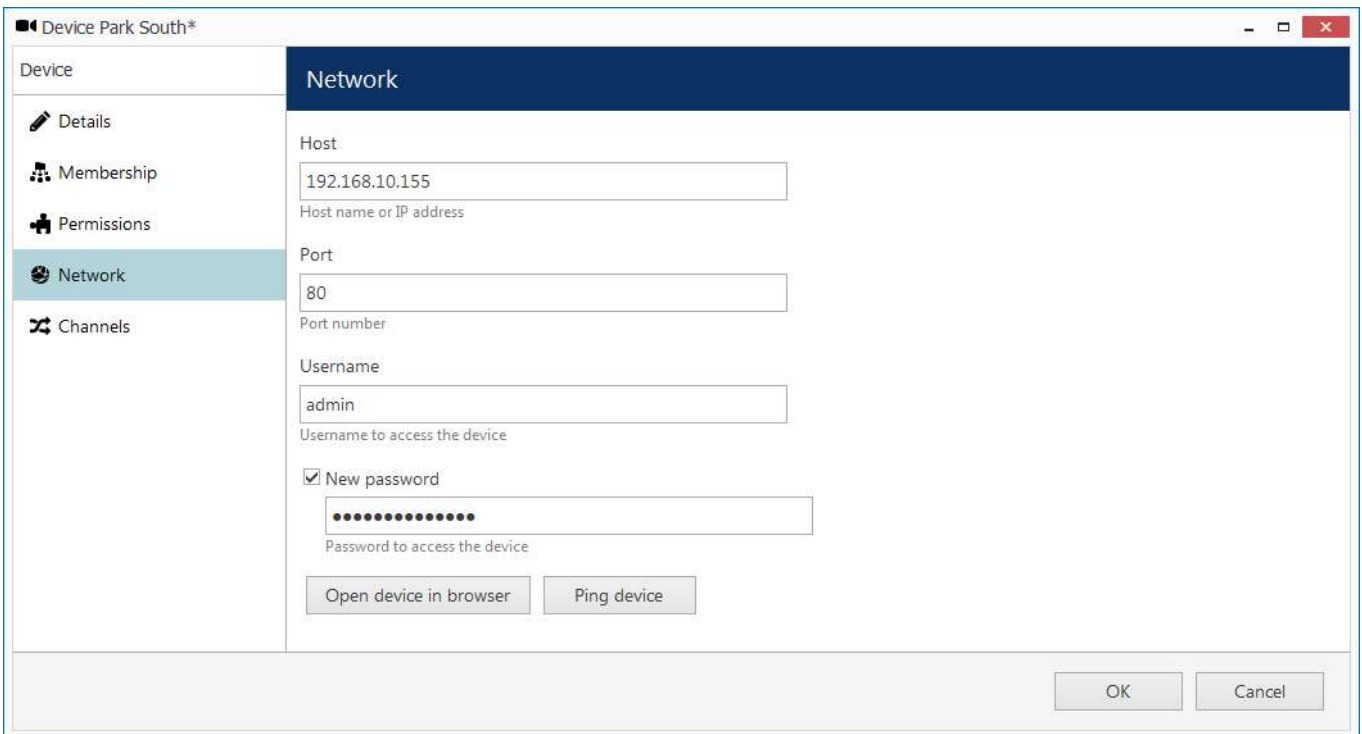 Device Park South*
Device
Details
Membership
Permissions
Network
Channels
Network
Host
192.168.10.155
Host name or IP address
Port
80
Port number
Username
admin
Username to access the device
New password
●●●●●●●●●●●●●●
Password to access the device
Open device in browser Ping device
OK Cancel